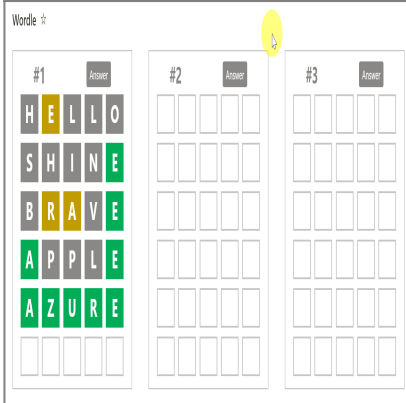 Wordle ☆
#1 Answer #2 Answer #3 Answer
HELLO
SHINE
BRAVE
APPLE
AZURE